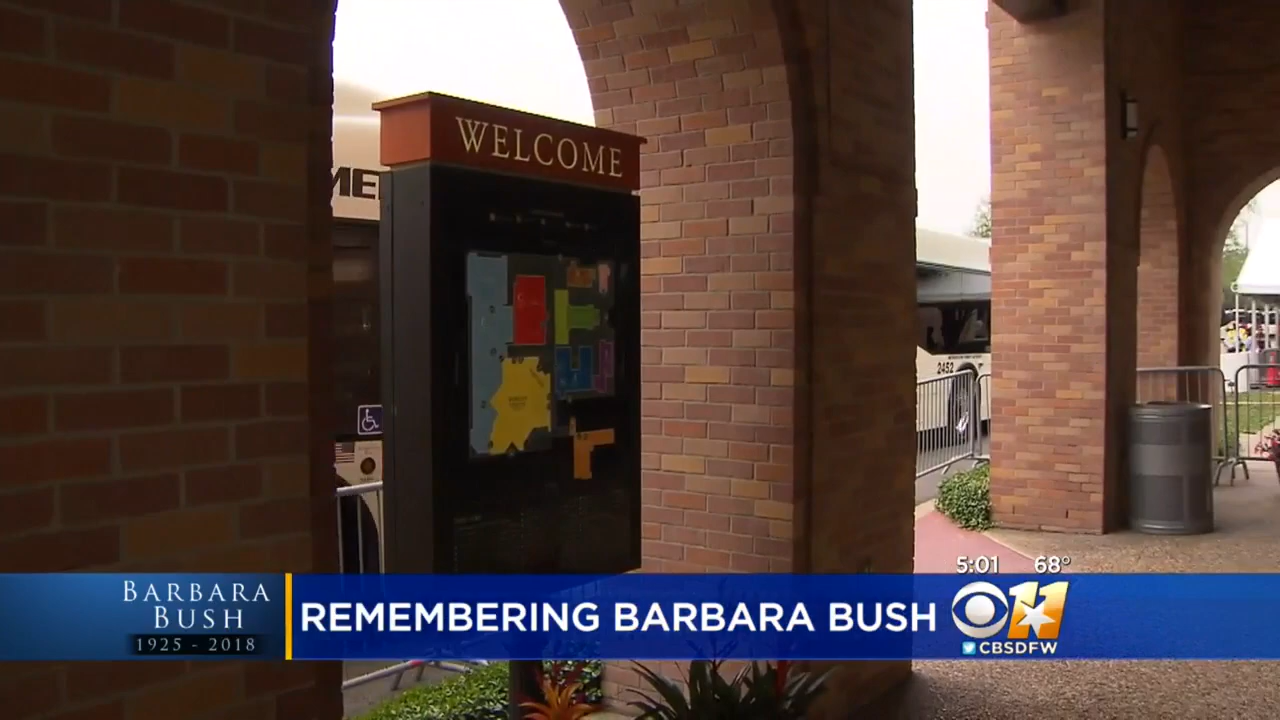 WELCOME
ME
2452
5:01 68°
BARBARA
BUSH
1925 - 2018
REMEMBERING BARBARA BUSH
11
CBSDFW